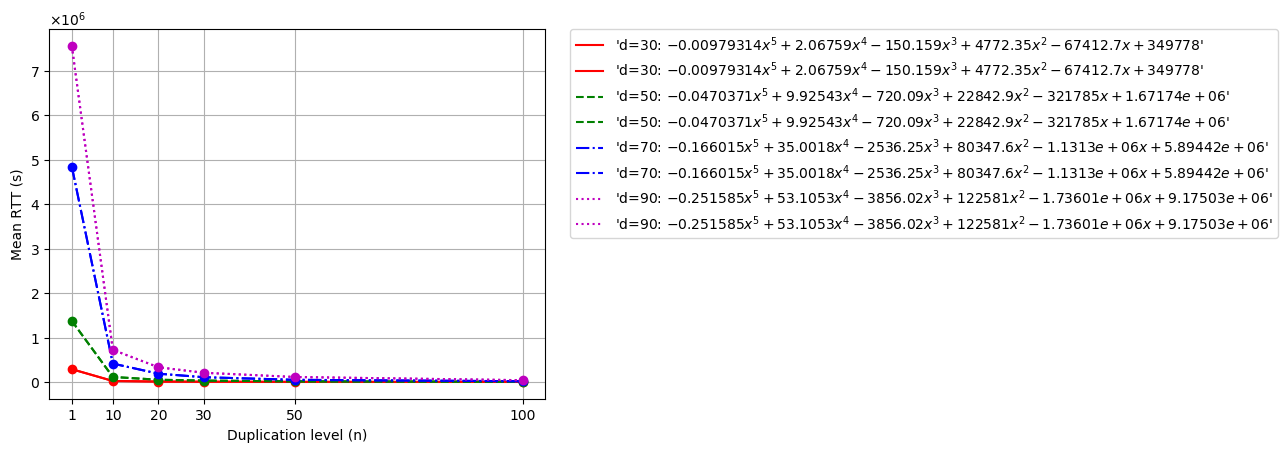 ×10⁶
7
6
5
4
3
2
1
0
Mean RTT (s)
1 10 20 30 50 100
Duplication level (n)
'd=30: −0.00979314x⁵ + 2.06759x⁴ − 150.159x³ + 4772.35x² − 67412.7x + 349778'
'd=30: −0.00979314x⁵ + 2.06759x⁴ − 150.159x³ + 4772.35x² − 67412.7x + 349778'
'd=50: −0.0470371x⁵ + 9.92543x⁴ − 720.09x³ + 22842.9x² − 321785x + 1.67174e + 06'
'd=50: −0.0470371x⁵ + 9.92543x⁴ − 720.09x³ + 22842.9x² − 321785x + 1.67174e + 06'
'd=70: −0.166015x⁵ + 35.0018x⁴ − 2536.25x³ + 80347.6x² − 1.1313e + 06x + 5.89442e + 06'
'd=70: −0.166015x⁵ + 35.0018x⁴ − 2536.25x³ + 80347.6x² − 1.1313e + 06x + 5.89442e + 06'
'd=90: −0.251585x⁵ + 53.1053x⁴ − 3856.02x³ + 122581x² − 1.73601e + 06x + 9.17503e + 06'
'd=90: −0.251585x⁵ + 53.1053x⁴ − 3856.02x³ + 122581x² − 1.73601e + 06x + 9.17503e + 06'